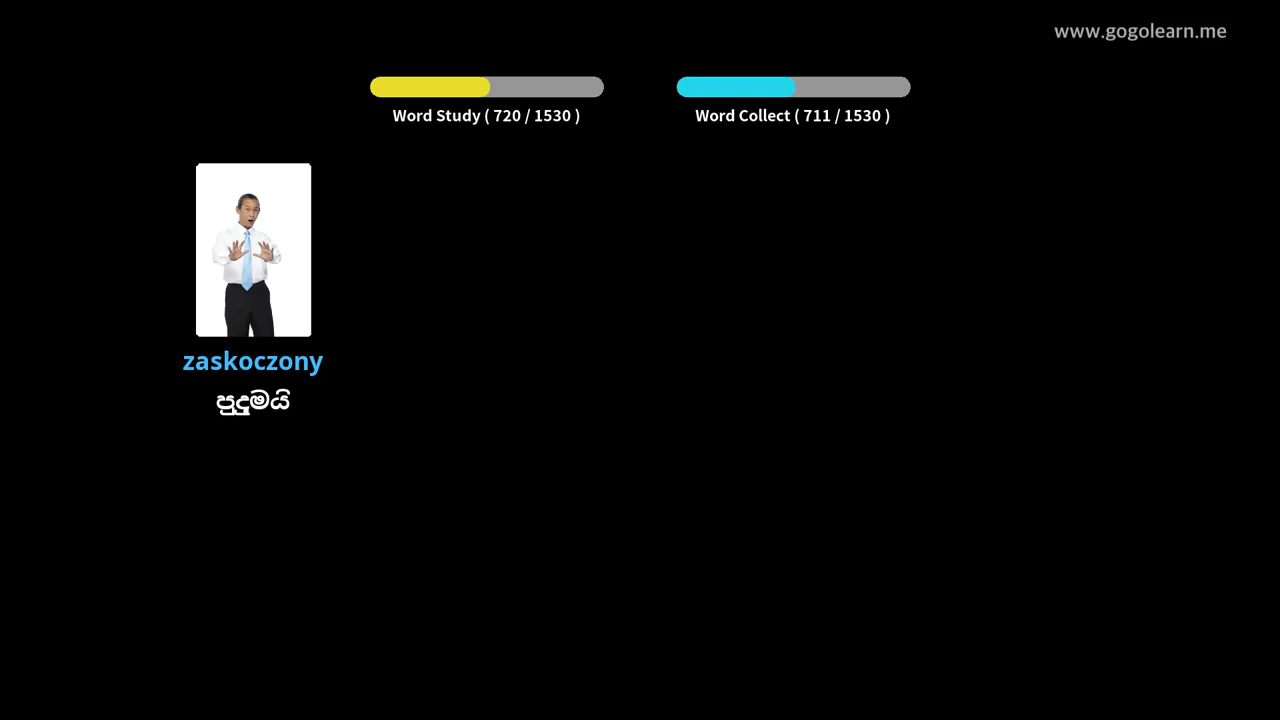 www.gogolearn.me
Word Study ( 720 / 1530 )
Word Collect ( 711 / 1530 )
zaskoczony
පුදුමයි